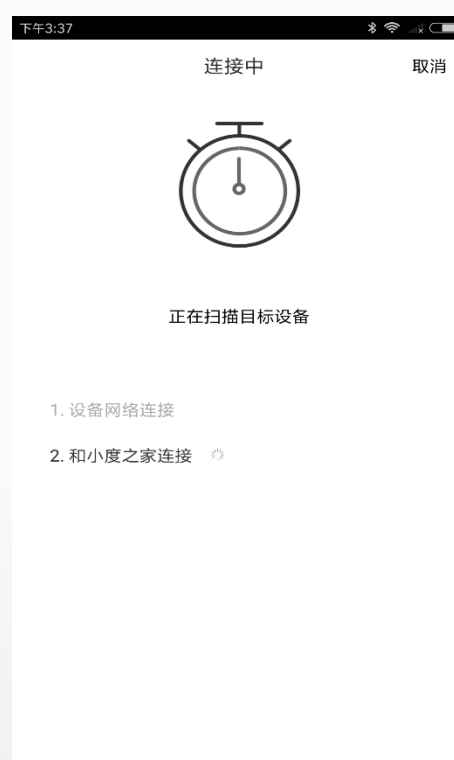 下午3:37
连接中
取消
正在扫描目标设备
1. 设备网络连接
2. 和小度之家连接